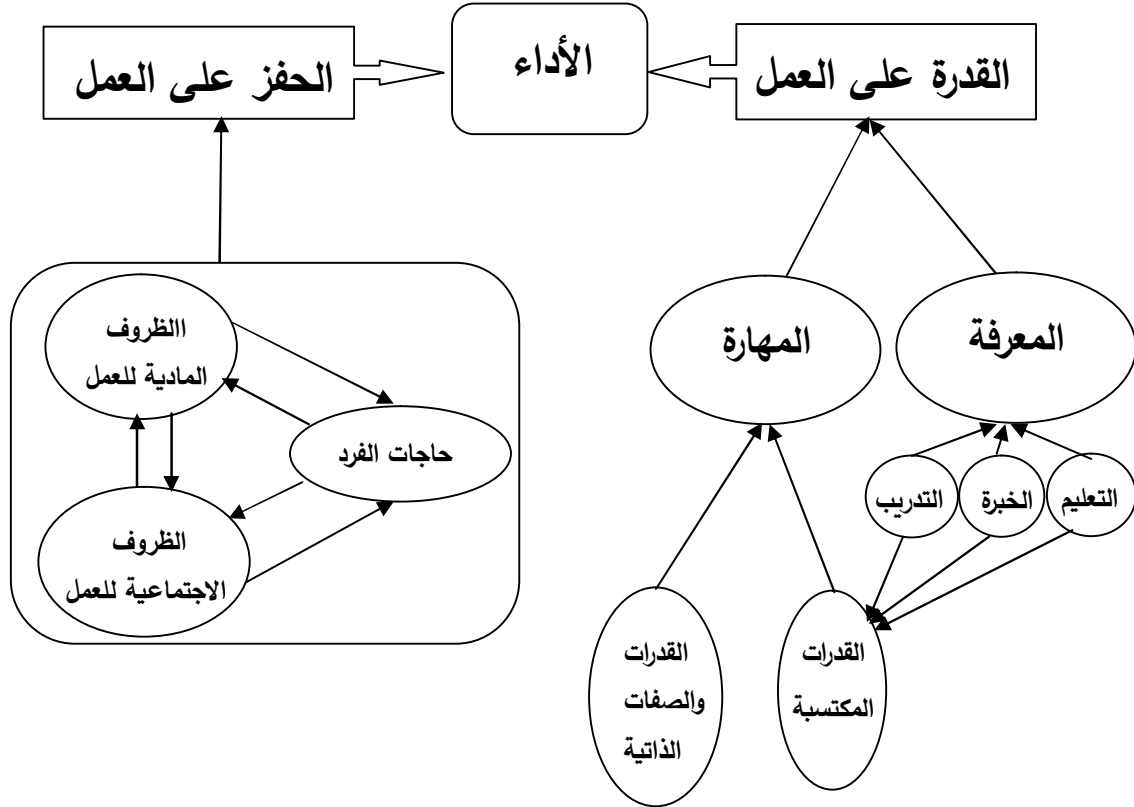 القدرة على العمل
الأداء
الحفز على العمل
المعرفة
المهارة
التعليم
الخبرة
التدريب
القدرات
المكتسبة
القدرات
والصفات
الذاتية
االظروف
المادية للعمل
حاجات الفرد
الظروف
الاجتماعية للعمل